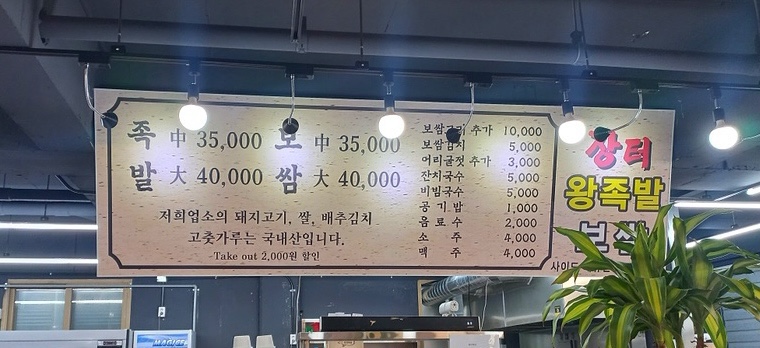 족발 中 35,000
大 40,000
보쌈 中 35,000
大 40,000
저희업소의 돼지고기, 쌀, 배추김치
고춧가루는 국내산입니다.
-Take out 2,000원 할인
보쌈고기 추가 10,000
보쌈김치 5,000
어리굴젓 추가 3,000
잔치국수 5,000
비빔국수 5,000
공기밥 1,000
음료수 2,000
소주 4,000
맥주 4,000
장터
왕족발
보쌈